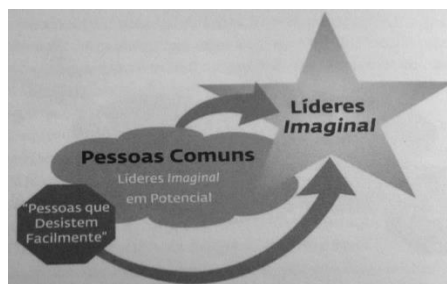 Líderes
Imaginal
Pessoas Comuns
Líderes Imaginal
em Potencial
"Pessoas que
Desistem
Facilmente"